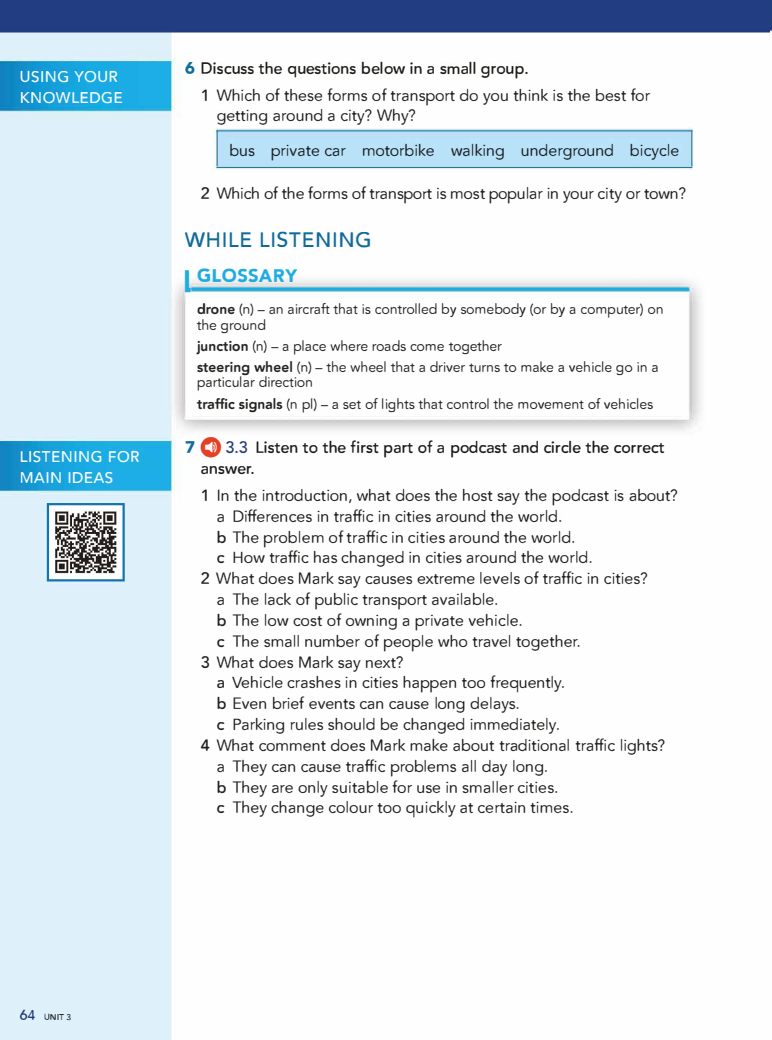 USING YOUR
KNOWLEDGE
6 Discuss the questions below in a small group.
1 Which of these forms of transport do you think is the best for
getting around a city? Why?
bus private car motorbike walking underground bicycle
2 Which of the forms of transport is most popular in your city or town?
WHILE LISTENING
GLOSSARY
drone (n) – an aircraft that is controlled by somebody (or by a computer) on
the ground
junction (n) – a place where roads come together
steering wheel (n) – the wheel that a driver turns to make a vehicle go in a
particular direction
traffic signals (n pl) – a set of lights that control the movement of vehicles
LISTENING FOR
MAIN IDEAS
7 3.3 Listen to the first part of a podcast and circle the correct
answer.
1 In the introduction, what does the host say the podcast is about?
a Differences in traffic in cities around the world.
b The problem of traffic in cities around the world.
c How traffic has changed in cities around the world.
2 What does Mark say causes extreme levels of traffic in cities?
a The lack of public transport available.
b The low cost of owning a private vehicle.
c The small number of people who travel together.
3 What does Mark say next?
a Vehicle crashes in cities happen too frequently.
b Even brief events can cause long delays.
c Parking rules should be changed immediately.
4 What comment does Mark make about traditional traffic lights?
a They can cause traffic problems all day long.
b They are only suitable for use in smaller cities.
c They change colour too quickly at certain times.
64 UNIT 3